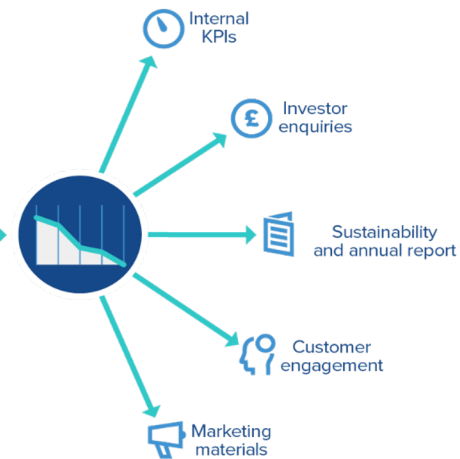 Internal
KPIs
£
Investor
enquiries
Sustainability
and annual report
Customer
engagement
Marketing
materials